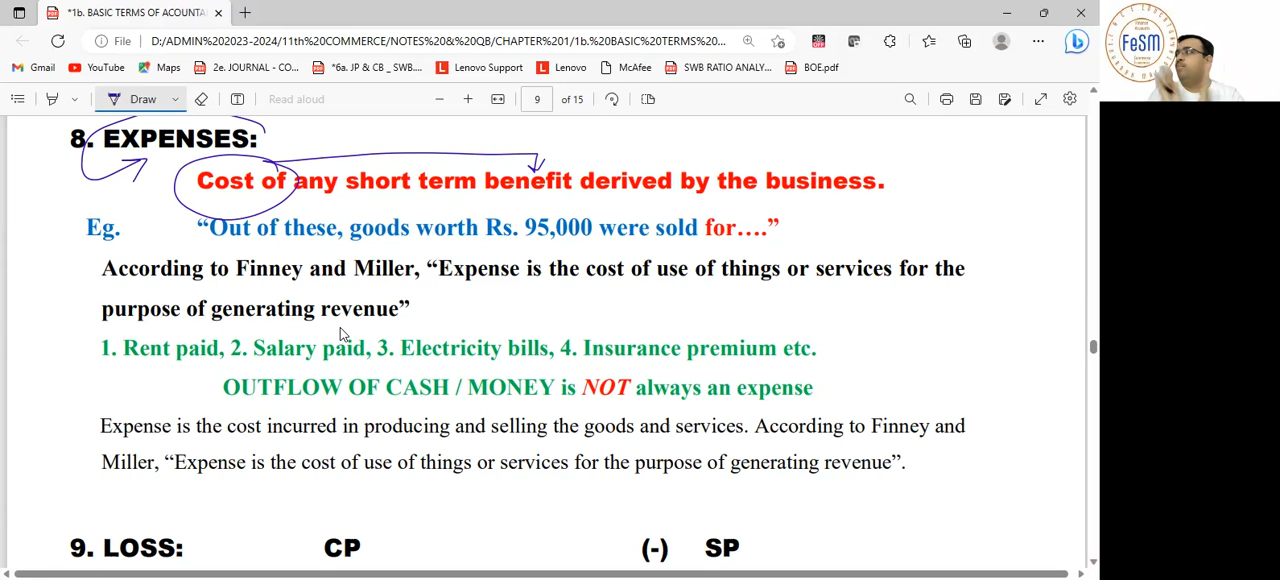 *1b. BASIC TERMS OF ACOUNTA
File
D:/ADMIN%202023-2024/11th%20COMMERCE/NOTES%20&%20QB/CHAPTER%201/1b.%20BASIC%20TERMS%20...
Gmail YouTube Maps 2e. JOURNAL - CO... *6a. JP & B _ SWB.... Lenovo Support Lenovo McAfee SWB RATIO ANALY... BOE.pdf
Draw Read aloud 9 of 15
FeSM
8. EXPENSES:
Cost of any short term benefit derived by the business.
Eg. “Out of these, goods worth Rs. 95,000 were sold for….”
According to Finney and Miller, “Expense is the cost of use of things or services for the
purpose of generating revenue”
1. Rent paid, 2. Salary paid, 3. Electricity bills, 4. Insurance premium etc.
OUTFLOW OF CASH / MONEY is NOT always an expense
Expense is the cost incurred in producing and selling the goods and services. According to Finney and
Miller, “Expense is the cost of use of things or services for the purpose of generating revenue”.
9. LOSS: CP (-) SP